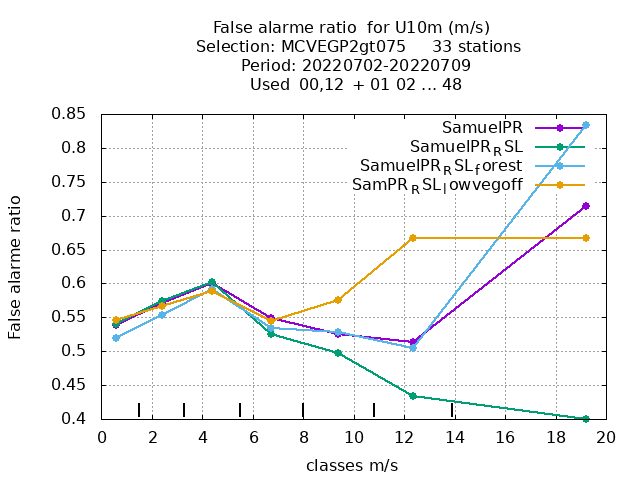 False alarme ratio for U10m (m/s)
Selection: MCVEGP2gt075 33 stations
Period: 20220702-20220709
Used 00,12 + 01 02 ... 48
SamuelPR
SamuelPR_RSL
SamuelPR_RSL_forest
SamPR_RSL_lowvegoff
False alarme ratio
0.85
0.8
0.75
0.7
0.65
0.6
0.55
0.5
0.45
0.4
0 2 4 6 8 10 12 14 16 18 20
classes m/s